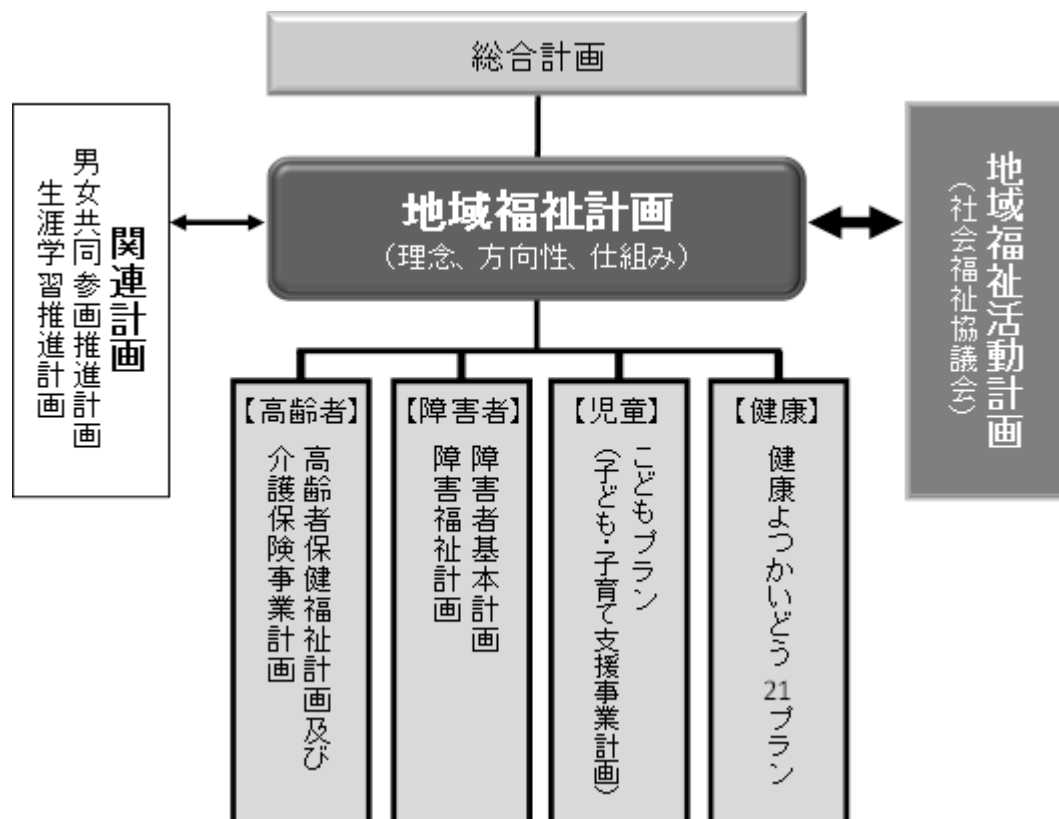 総合計画
地域福祉計画
（理念、方向性、仕組み）
関連計画
男女共同参画推進計画
生涯学習推進計画
地域福祉活動計画
（社会福祉協議会）
【高齢者】
高齢者保健福祉計画及び
介護保険事業計画
【障害者】
障害者基本計画
障害福祉計画
【児童】
こどもプラン
（子ども・子育て支援事業計画）
【健康】
健康よつかいどう 21プラン